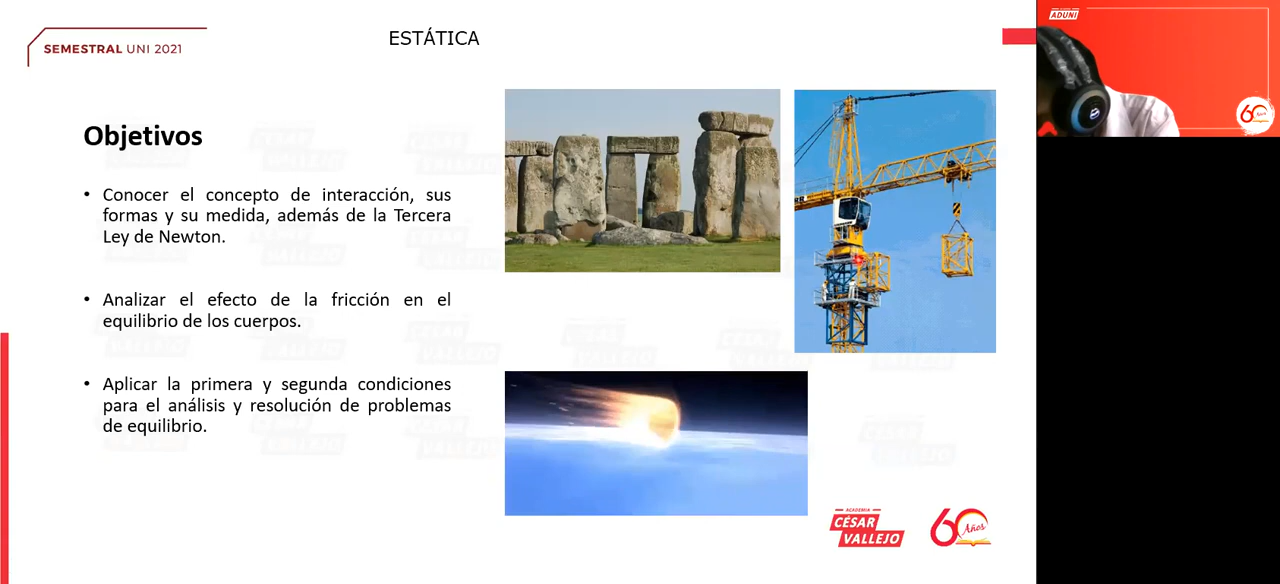 SEMESTRAL UNI 2021
ESTÁTICA
ADUNI
60
Años
Objetivos
• Conocer el concepto de interacción, sus
formas y su medida, además de la Tercera
Ley de Newton.
• Analizar el efecto de la fricción en el
equilibrio de los cuerpos.
• Aplicar la primera y segunda condiciones
para el análisis y resolución de problemas
de equilibrio.
ACADEMIA
CÉSAR
VALLEJO
60
Años